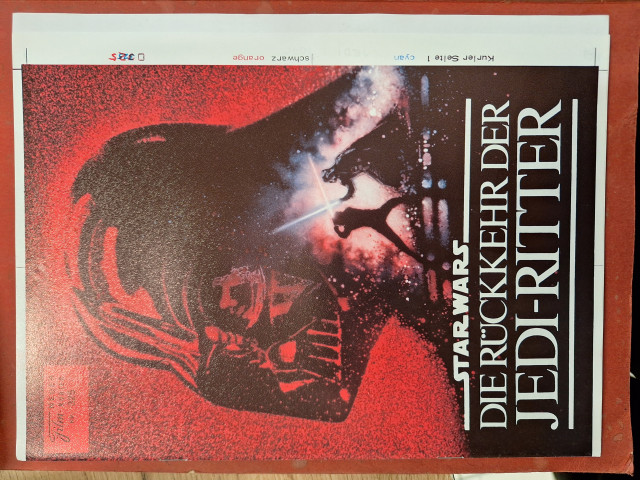 Kurier Seite 1 cyan schwarz orange
STAR WARS
DIE RÜCKKEHR DER
JEDI-RITTER